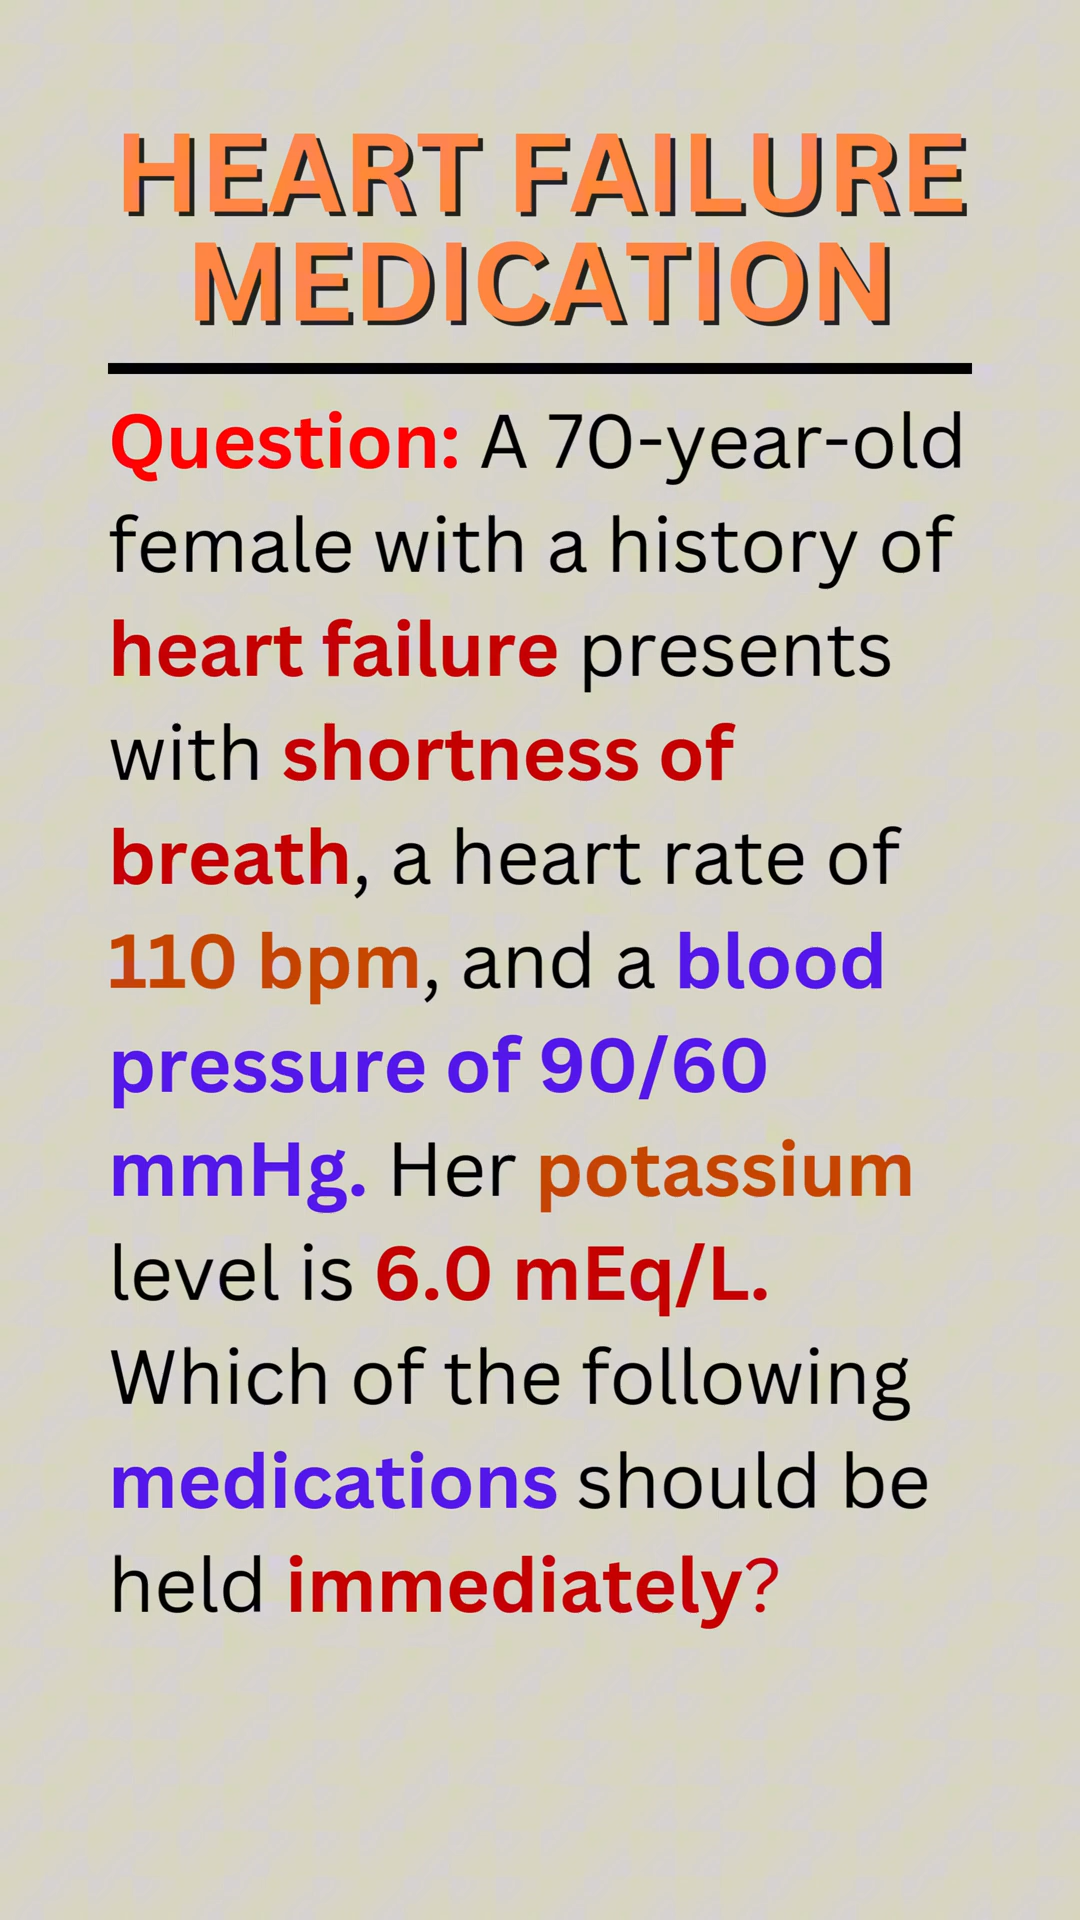 HEART FAILURE
MEDICATION
Question: A 70-year-old
female with a history of
heart failure presents
with shortness of
breath, a heart rate of
110 bpm, and a blood
pressure of 90/60
mmHg. Her potassium
level is 6.0 mEq/L.
Which of the following
medications should be
held immediately?